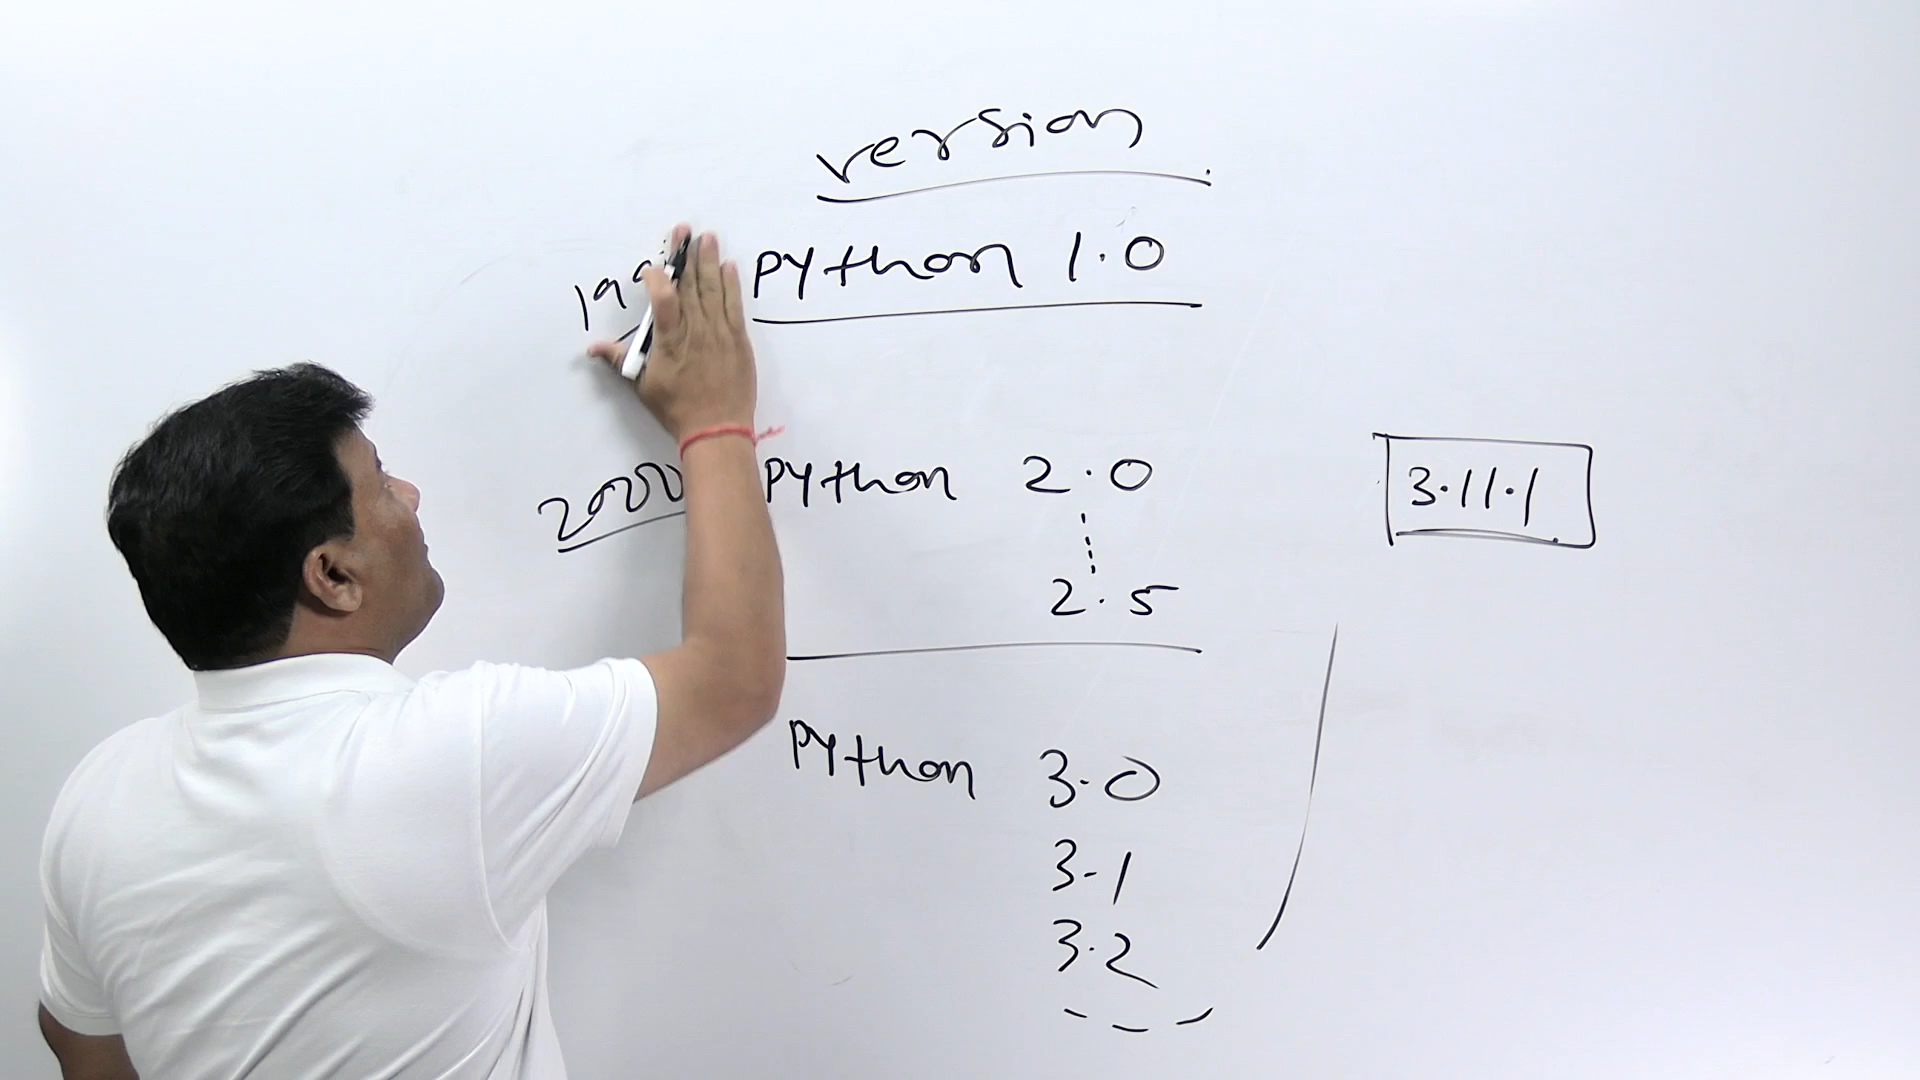 version
python 1.0
2000 python 2.0
2.5
3.11.1
python 3.0
3.1
3.2